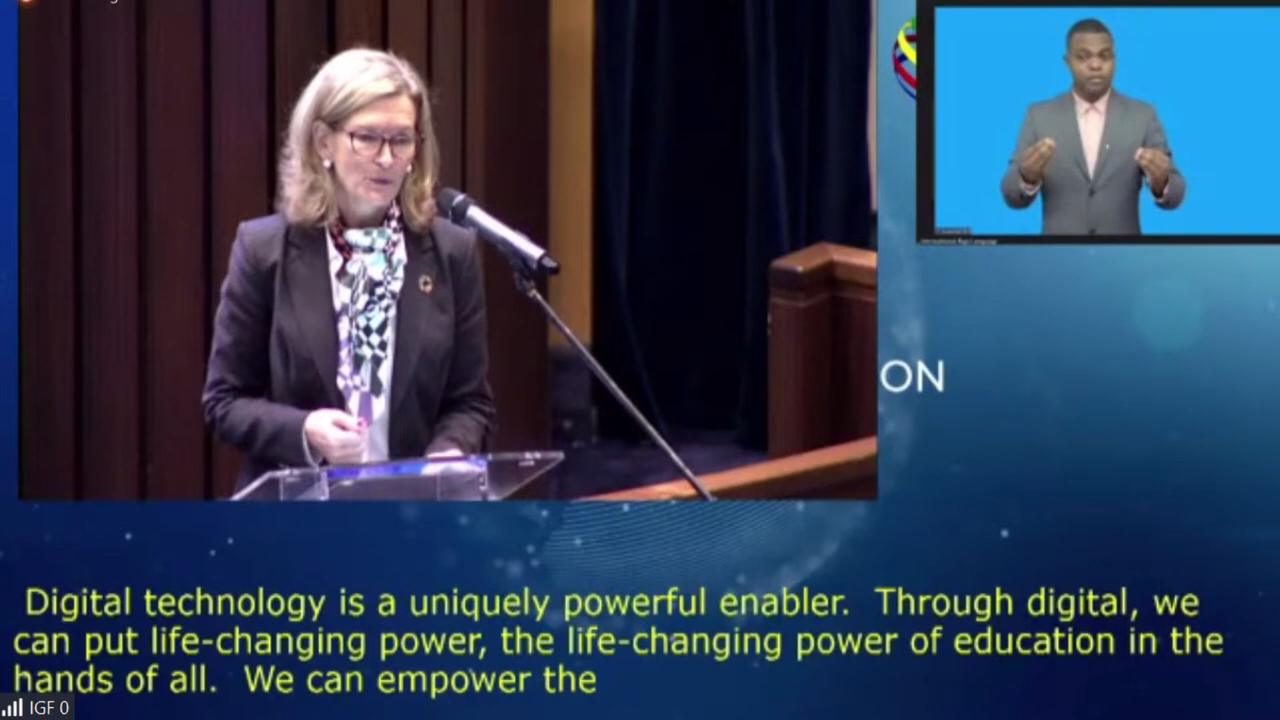 ON
Digital technology is a uniquely powerful enabler.  Through digital, we
can put life-changing power, the life-changing power of education in the
hands of all.  We can empower the
IGF 0